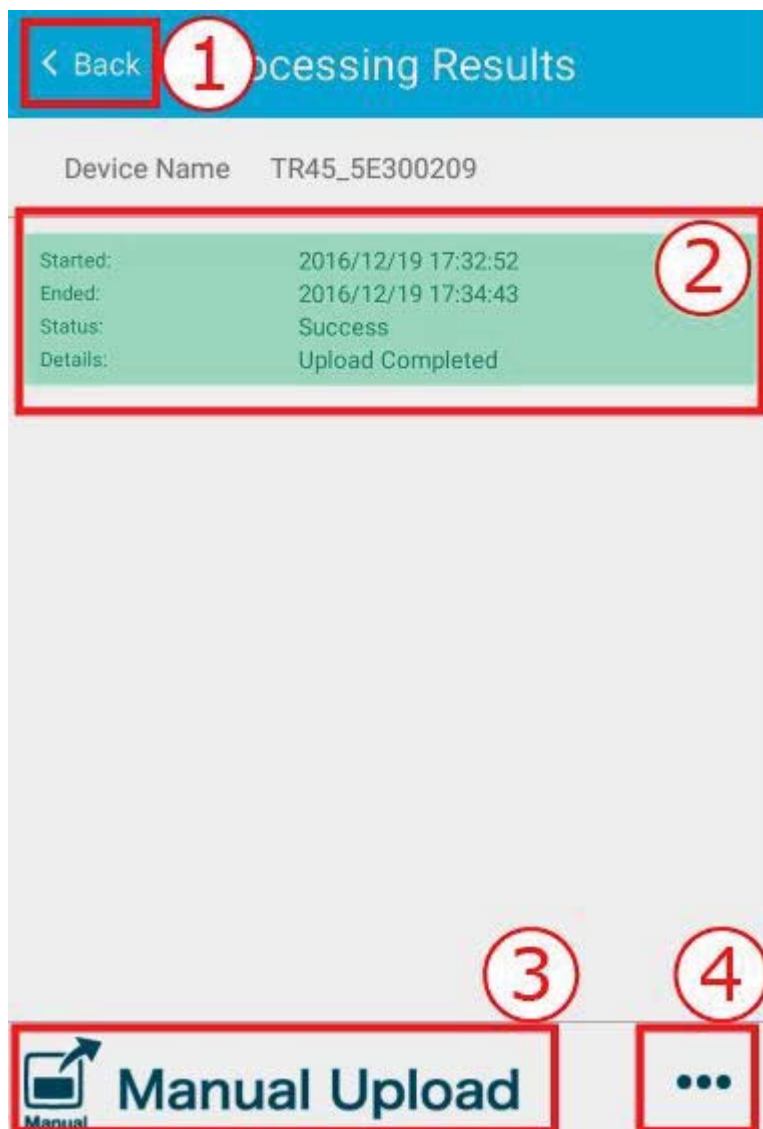 < Back ① ocessing Results
Device Name TR45_5E300209
②
Started: 2016/12/19 17:32:52
Ended: 2016/12/19 17:34:43
Status: Success
Details: Upload Completed
③ ④
Manual Upload •••
Manual